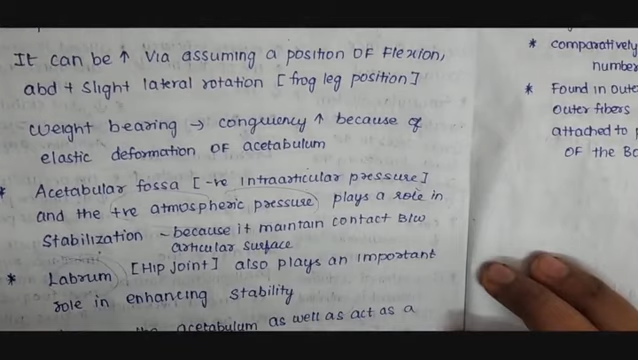 It can be ↑ via assuming a position OF Flexion,
abd + slight lateral rotation [frog leg position]
weight bearing → congruency ↑ because of
elastic deformation OF acetabulum
* Acetabular fossa [-ve intraarticular pressure]
and the +ve atmospheric pressure plays a role in
stabilization - because it maintain contact B/W
articular surface
* Labrum [Hip Joint] also plays an important
role in enhancing stability
acetabulum as well as act as a
* comparatively
number
* Found in oute
outer fibers
attached to
OF the Bo